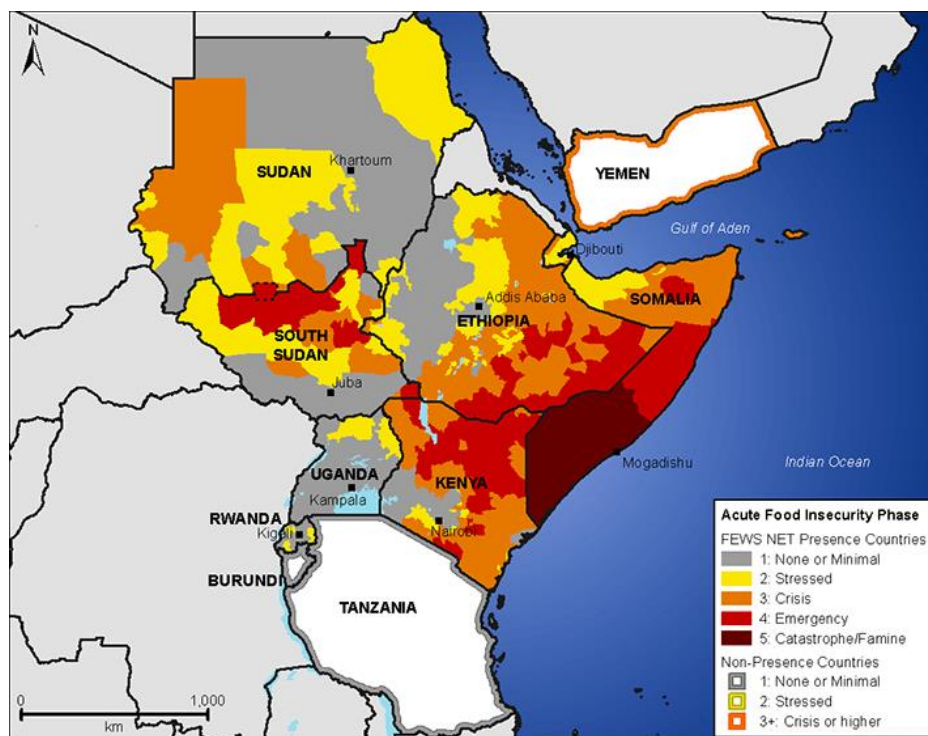 N
Khartoum
SUDAN
YEMEN
Gulf of Aden
Djibouti
Addis Ababa
SOMALIA
ETHIOPIA
SOUTH
SUDAN
Juba
Mogadishu
Indian Ocean
UGANDA
Kampala
KENYA
RWANDA
Kigali
Nairobi
BURUNDI
TANZANIA
Acute Food Insecurity Phase
FEWS NET Presence Countries
1: None or Minimal
2: Stressed
3: Crisis
4: Emergency
5: Catastrophe/Famine
Non-Presence Countries
1: None or Minimal
2: Stressed
3+: Crisis or higher
0 1,000
km